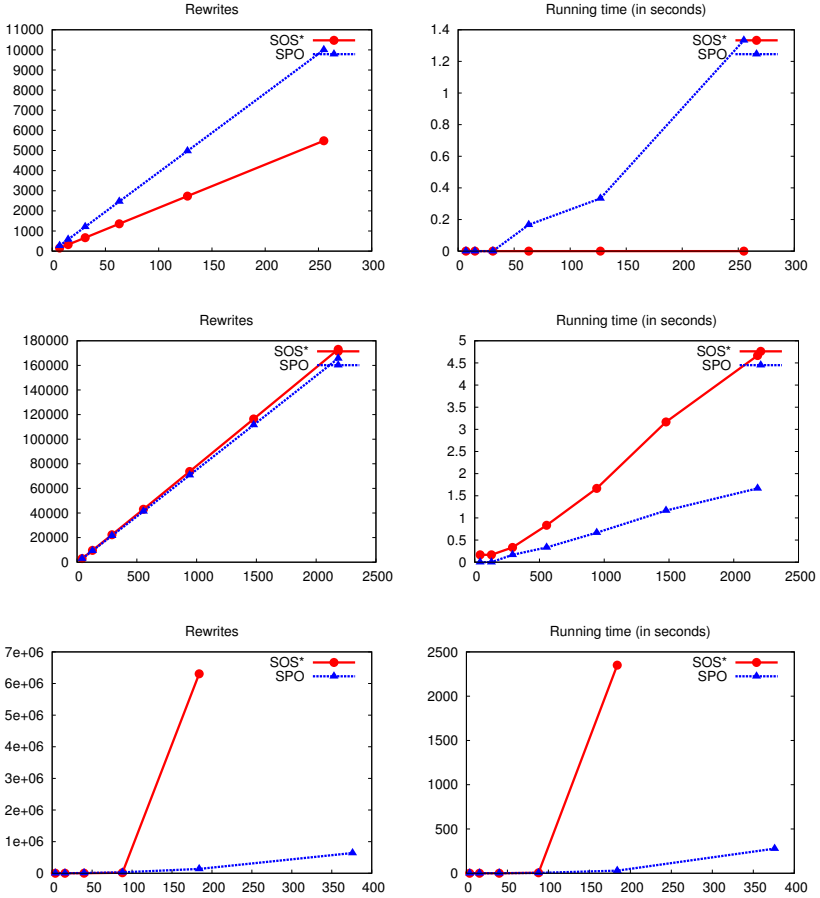 Rewrites
11000
10000
9000
8000
7000
6000
5000
4000
3000
2000
1000
0
0 50 100 150 200 250 300
SOS*
SPO
Running time (in seconds)
1.4
1.2
1
0.8
0.6
0.4
0.2
0
0 50 100 150 200 250 300
SOS*
SPO
Rewrites
180000
160000
140000
120000
100000
80000
60000
40000
20000
0
0 500 1000 1500 2000 2500
SOS*
SPO
Running time (in seconds)
5
4.5
4
3.5
3
2.5
2
1.5
1
0.5
0
0 500 1000 1500 2000 2500
SOS*
SPO
Rewrites
7e+06
6e+06
5e+06
4e+06
3e+06
2e+06
1e+06
0
0 50 100 150 200 250 300 350 400
SOS*
SPO
Running time (in seconds)
2500
2000
1500
1000
500
0
0 50 100 150 200 250 300 350 400
SOS*
SPO